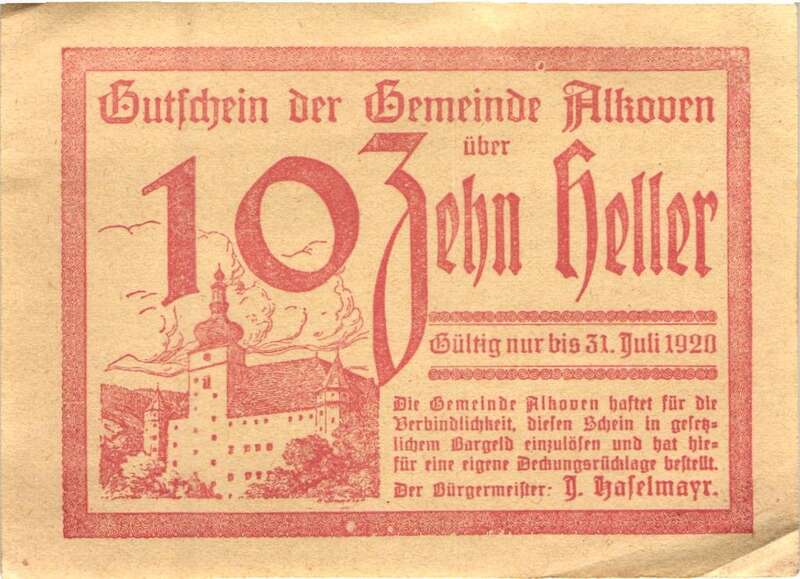 Gutschein der Gemeinde Alkoven
über
10 Zehn Heller
Gültig nur bis 31. Juli 1920
Die Gemeinde Alkoven haftet für die
Verbindlichkeit, diesen Schein in gesetz-
lichem Bargeld einzulösen und hat hie-
für eine eigene Deckungsrücklage bestellt.
Der Bürgermeister: J. Haselmayr.